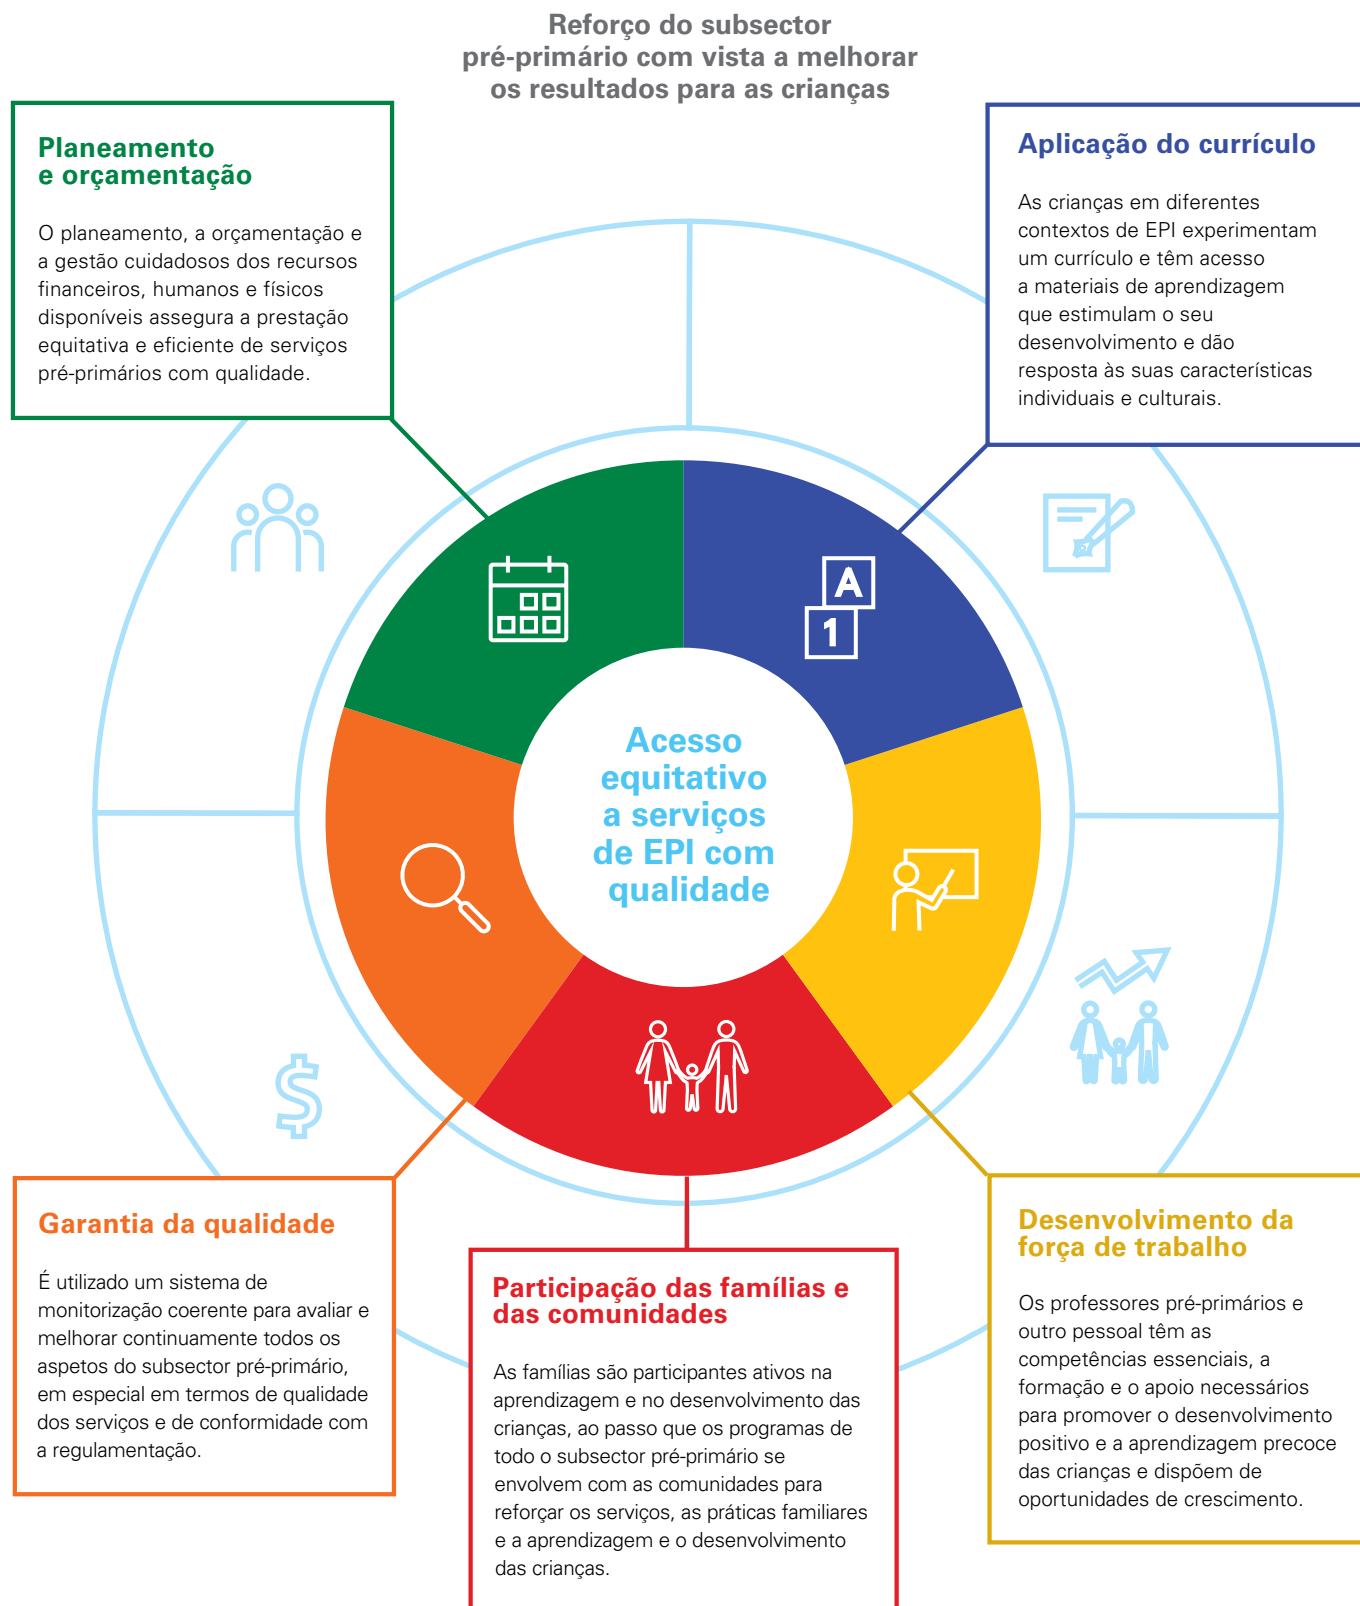 Reforço do subsector
pré-primário com vista a melhorar
os resultados para as crianças
Planeamento
e orçamentação
O planeamento, a orçamentação e
a gestão cuidadosos dos recursos
financeiros, humanos e físicos
disponíveis assegura a prestação
equitativa e eficiente de serviços
pré-primários com qualidade.
Aplicação do currículo
As crianças em diferentes
contextos de EPI experimentam
um currículo e têm acesso
a materiais de aprendizagem
que estimulam o seu
desenvolvimento e dão
resposta às suas características
individuais e culturais.
A
1
Acesso
equitativo
a serviços
de EPI com
qualidade
$
Garantia da qualidade
É utilizado um sistema de
monitorização coerente para avaliar e
melhorar continuamente todos os
aspetos do subsector pré-primário,
em especial em termos de qualidade
dos serviços e de conformidade com
a regulamentação.
Participação das famílias e
das comunidades
As famílias são participantes ativos na
aprendizagem e no desenvolvimento das
crianças, ao passo que os programas de
todo o subsector pré-primário se
envolvem com as comunidades para
reforçar os serviços, as práticas familiares
e a aprendizagem e o desenvolvimento
das crianças.
Desenvolvimento da
força de trabalho
Os professores pré-primários e
outro pessoal têm as
competências essenciais, a
formação e o apoio necessários
para promover o desenvolvimento
positivo e a aprendizagem precoce
das crianças e dispõem de
oportunidades de crescimento.